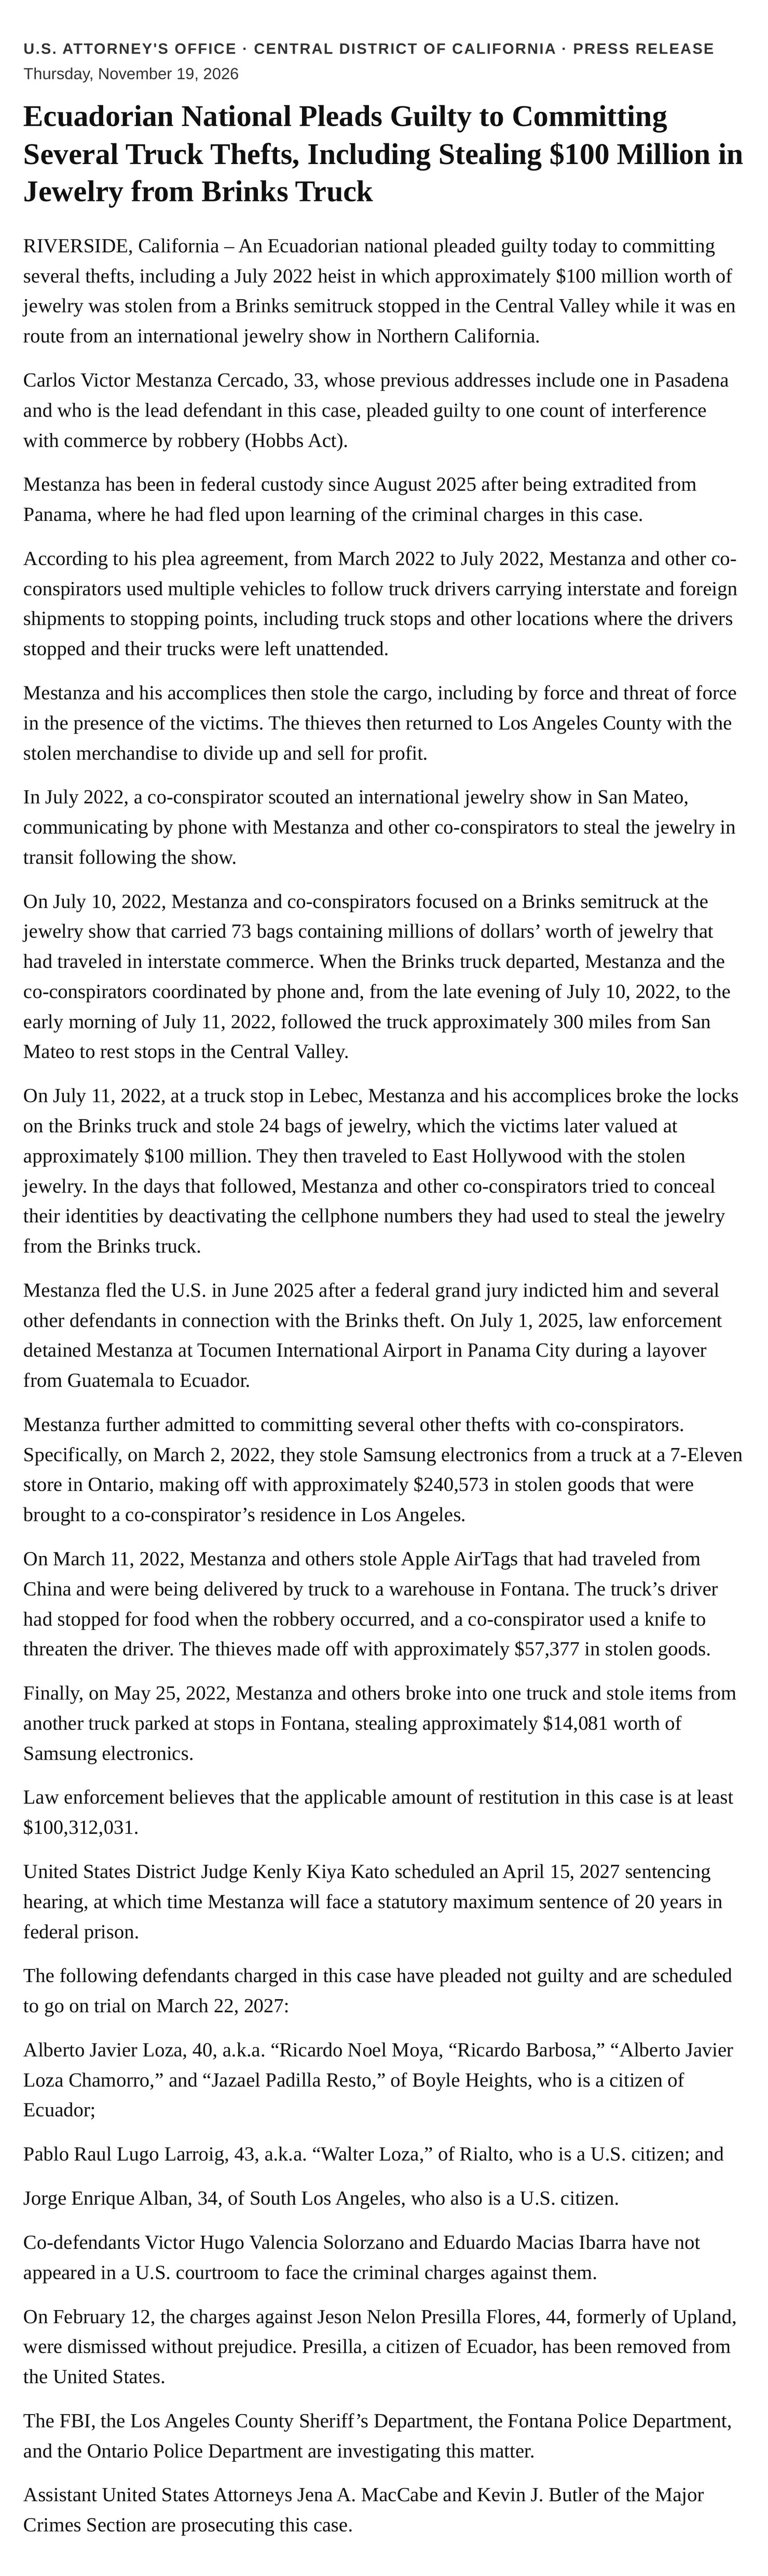 U.S. ATTORNEY'S OFFICE · CENTRAL DISTRICT OF CALIFORNIA · PRESS RELEASE
Thursday, November 19, 2026
Ecuadorian National Pleads Guilty to Committing
Several Truck Thefts, Including Stealing $100 Million in
Jewelry from Brinks Truck
RIVERSIDE, California – An Ecuadorian national pleaded guilty today to committing
several thefts, including a July 2022 heist in which approximately $100 million worth of
jewelry was stolen from a Brinks semitruck stopped in the Central Valley while it was en
route from an international jewelry show in Northern California.
Carlos Victor Mestanza Cercado, 33, whose previous addresses include one in Pasadena
and who is the lead defendant in this case, pleaded guilty to one count of interference
with commerce by robbery (Hobbs Act).
Mestanza has been in federal custody since August 2025 after being extradited from
Panama, where he had fled upon learning of the criminal charges in this case.
According to his plea agreement, from March 2022 to July 2022, Mestanza and other co-
conspirators used multiple vehicles to follow truck drivers carrying interstate and foreign
shipments to stopping points, including truck stops and other locations where the drivers
stopped and their trucks were left unattended.
Mestanza and his accomplices then stole the cargo, including by force and threat of force
in the presence of the victims. The thieves then returned to Los Angeles County with the
stolen merchandise to divide up and sell for profit.
In July 2022, a co-conspirator scouted an international jewelry show in San Mateo,
communicating by phone with Mestanza and other co-conspirators to steal the jewelry in
transit following the show.
On July 10, 2022, Mestanza and co-conspirators focused on a Brinks semitruck at the
jewelry show that carried 73 bags containing millions of dollars’ worth of jewelry that
had traveled in interstate commerce. When the Brinks truck departed, Mestanza and the
co-conspirators coordinated by phone and, from the late evening of July 10, 2022, to the
early morning of July 11, 2022, followed the truck approximately 300 miles from San
Mateo to rest stops in the Central Valley.
On July 11, 2022, at a truck stop in Lebec, Mestanza and his accomplices broke the locks
on the Brinks truck and stole 24 bags of jewelry, which the victims later valued at
approximately $100 million. They then traveled to East Hollywood with the stolen
jewelry. In the days that followed, Mestanza and other co-conspirators tried to conceal
their identities by deactivating the cellphone numbers they had used to steal the jewelry
from the Brinks truck.
Mestanza fled the U.S. in June 2025 after a federal grand jury indicted him and several
other defendants in connection with the Brinks theft. On July 1, 2025, law enforcement
detained Mestanza at Tocumen International Airport in Panama City during a layover
from Guatemala to Ecuador.
Mestanza further admitted to committing several other thefts with co-conspirators.
Specifically, on March 2, 2022, they stole Samsung electronics from a truck at a 7-Eleven
store in Ontario, making off with approximately $240,573 in stolen goods that were
brought to a co-conspirator’s residence in Los Angeles.
On March 11, 2022, Mestanza and others stole Apple AirTags that had traveled from
China and were being delivered by truck to a warehouse in Fontana. The truck’s driver
had stopped for food when the robbery occurred, and a co-conspirator used a knife to
threaten the driver. The thieves made off with approximately $57,377 in stolen goods.
Finally, on May 25, 2022, Mestanza and others broke into one truck and stole items from
another truck parked at stops in Fontana, stealing approximately $14,081 worth of
Samsung electronics.
Law enforcement believes that the applicable amount of restitution in this case is at least
$100,312,031.
United States District Judge Kenly Kiya Kato scheduled an April 15, 2027 sentencing
hearing, at which time Mestanza will face a statutory maximum sentence of 20 years in
federal prison.
The following defendants charged in this case have pleaded not guilty and are scheduled
to go on trial on March 22, 2027:
Alberto Javier Loza, 40, a.k.a. “Ricardo Noel Moya, “Ricardo Barbosa,” “Alberto Javier
Loza Chamorro,” and “Jazael Padilla Resto,” of Boyle Heights, who is a citizen of
Ecuador;
Pablo Raul Lugo Larroig, 43, a.k.a. “Walter Loza,” of Rialto, who is a U.S. citizen; and
Jorge Enrique Alban, 34, of South Los Angeles, who also is a U.S. citizen.
Co-defendants Victor Hugo Valencia Solorzano and Eduardo Macias Ibarra have not
appeared in a U.S. courtroom to face the criminal charges against them.
On February 12, the charges against Jeson Nelon Presilla Flores, 44, formerly of Upland,
were dismissed without prejudice. Presilla, a citizen of Ecuador, has been removed from
the United States.
The FBI, the Los Angeles County Sheriff’s Department, the Fontana Police Department,
and the Ontario Police Department are investigating this matter.
Assistant United States Attorneys Jena A. MacCabe and Kevin J. Butler of the Major
Crimes Section are prosecuting this case.